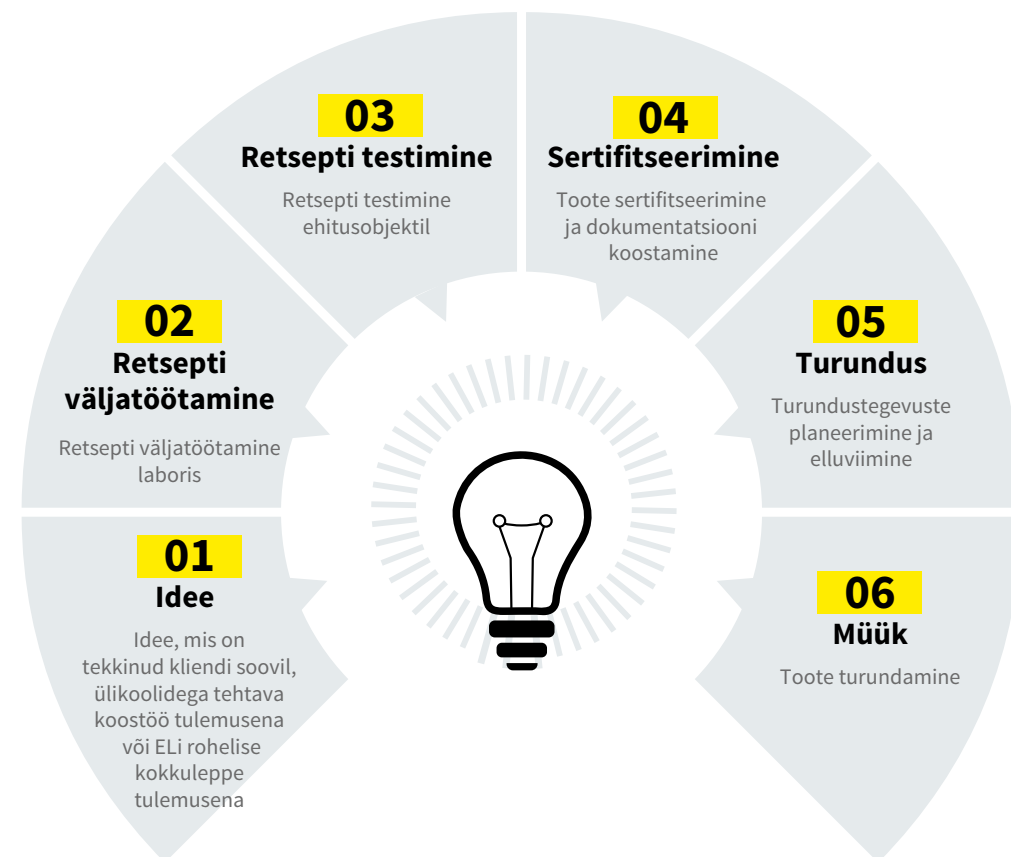 01
Idee
Idee, mis on
tekkinud kliendi soovil,
ülikoolidega tehtava
koostöö tulemusena
või ELi rohelise
kokkuleppe
tulemusena
02
Retsepti
väljatöötamine
Retsepti väljatöötamine
laboris
03
Retsepti testimine
Retsepti testimine
ehitusobjektil
04
Sertifitseerimine
Toote sertifitseerimine
ja dokumentatsiooni
koostamine
05
Turundus
Turundustegevuste
planeerimine ja
elluviimine
06
Müük
Toote turundamine